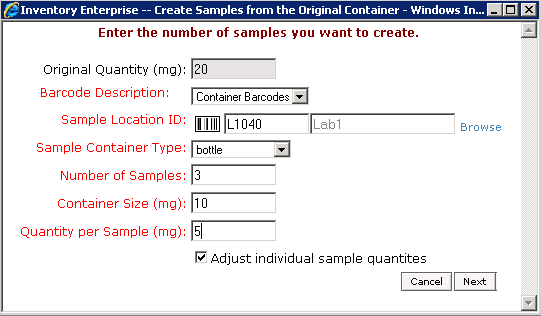 Inventory Enterprise -- Create Samples from the Original Container - Windows In...
Enter the number of samples you want to create.
Original Quantity (mg): 20
Barcode Description: Container Barcodes
Sample Location ID: L1040 Lab1 Browse
Sample Container Type: bottle
Number of Samples: 3
Container Size (mg): 10
Quantity per Sample (mg): 5
Adjust individual sample quantites
Cancel Next